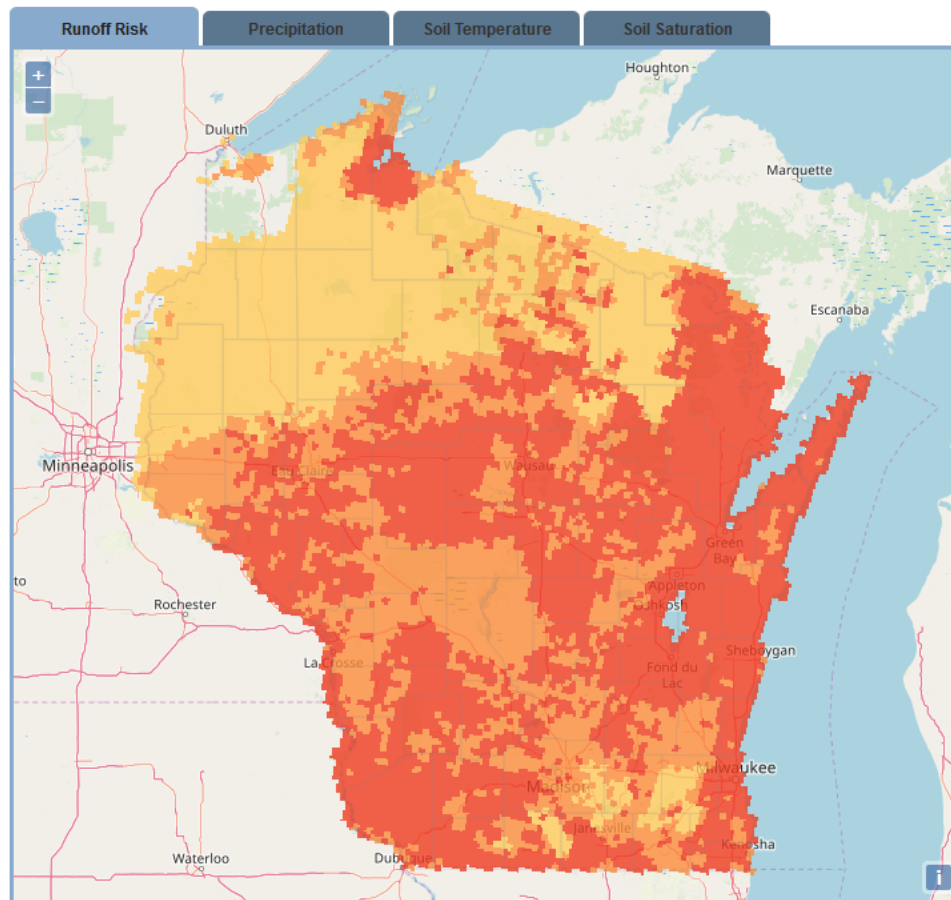 Runoff Risk
Precipitation
Soil Temperature
Soil Saturation
+
−
Houghton
Duluth
Marquette
Escanaba
Minneapolis
Eau Claire
Wausau
Green
Bay
to
Appleton
Oshkosh
Rochester
Sheboygan
La Crosse
Fond du
Lac
Milwaukee
Madison
Janesville
Kenosha
Waterloo
Dubuque
i